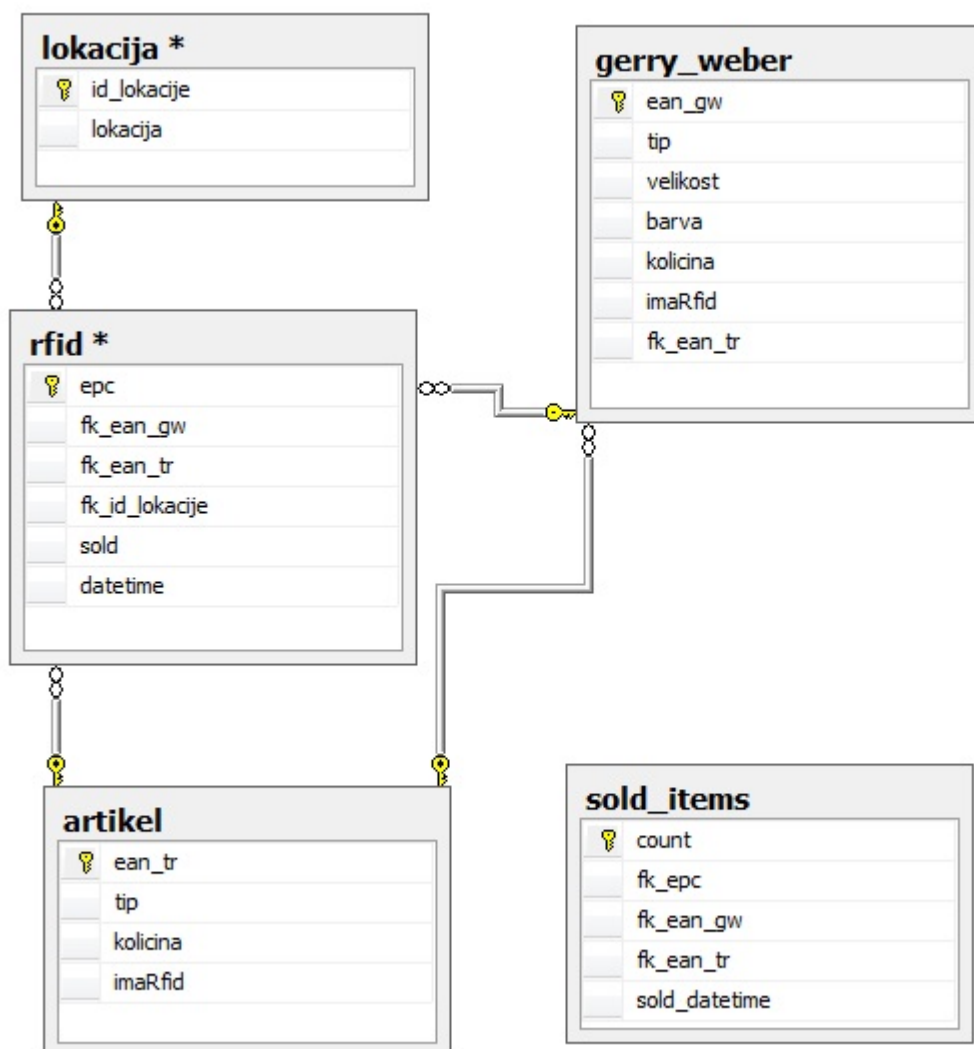 lokacija *
id_lokacije
lokacija
gerry_weber
ean_gw
tip
velikost
barva
kolicina
imaRfid
fk_ean_tr
rfid *
epc
fk_ean_gw
fk_ean_tr
fk_id_lokacije
sold
datetime
artikel
ean_tr
tip
kolicina
imaRfid
sold_items
count
fk_epc
fk_ean_gw
fk_ean_tr
sold_datetime